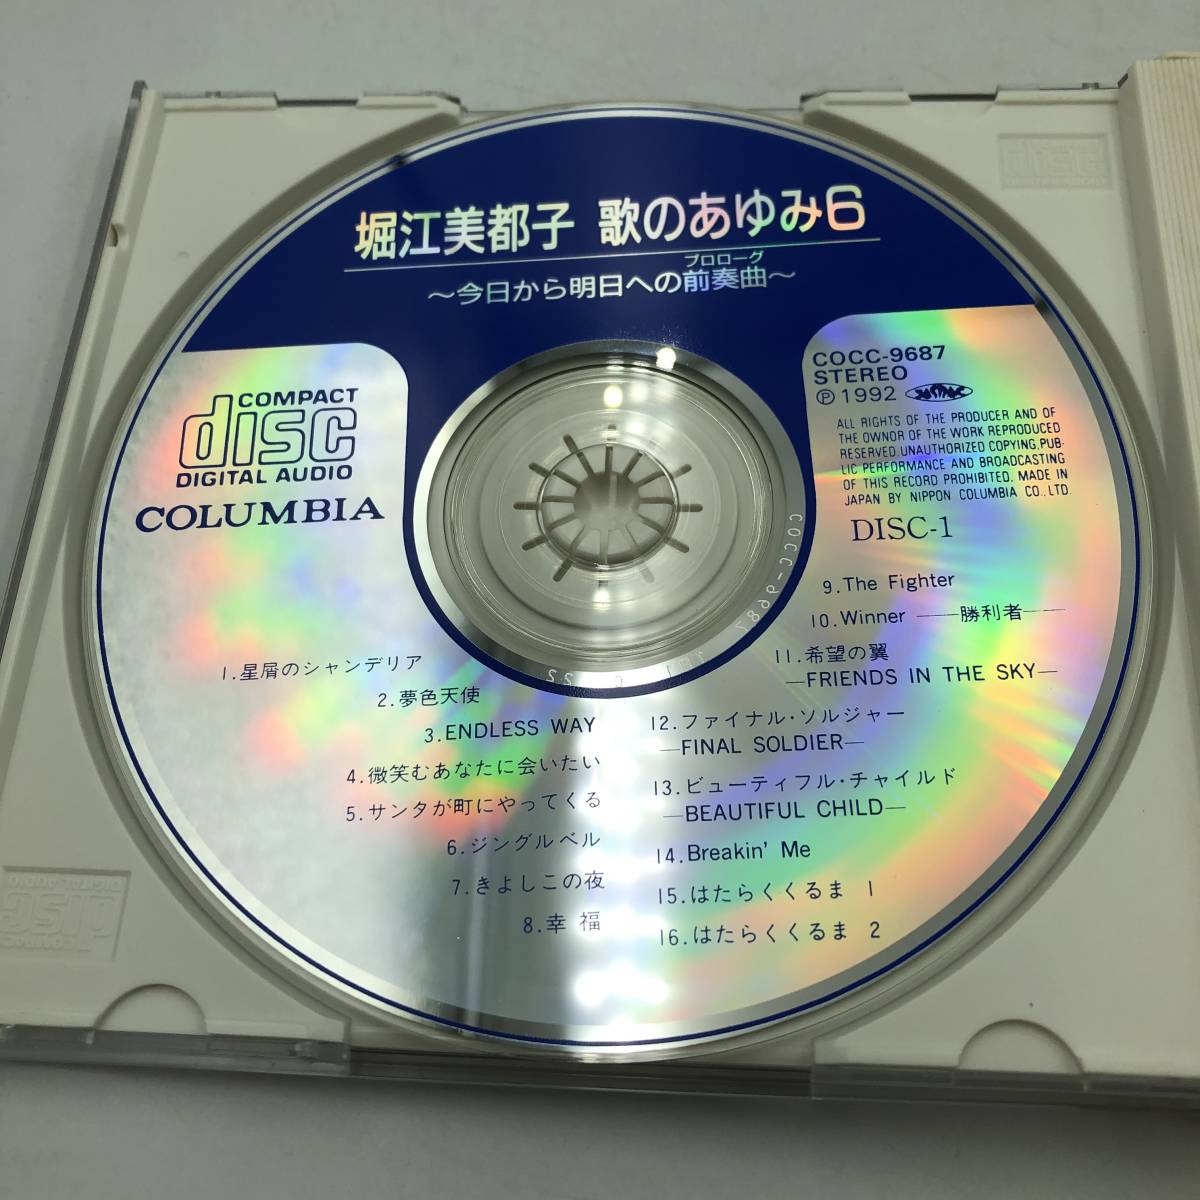 堀江美都子 歌のあゆみ6
プロローグ
～今日から明日への前奏曲～
COMPACT
disc
DIGITAL AUDIO
COLUMBIA
COCC-9687
STEREO
Ⓟ1992 JASRAC
ALL RIGHTS OF THE PRODUCER AND OF
THE OWNOR OF THE WORK REPRODUCED
RESERVED. UNAUTHORIZED COPYING, PUB-
LIC PERFORMANCE AND BROADCASTING
OF THIS RECORD PROHIBITED. MADE IN
JAPAN BY NIPPON COLUMBIA CO., LTD.
DISC-1
1.星屑のシャンデリア
2.夢色天使
3.ENDLESS WAY
4.微笑むあなたに会いたい
5.サンタが町にやってくる
6.ジングルベル
7.きよしこの夜
8.幸 福
9.The Fighter
10.Winner ——勝利者——
11.希望の翼
—FRIENDS IN THE SKY—
12.ファイナル・ソルジャー
—FINAL SOLDIER—
13.ビューティフル・チャイルド
—BEAUTIFUL CHILD—
14.Breakin' Me
15.はたらくくるま 1
16.はたらくくるま 2
COCC-9687